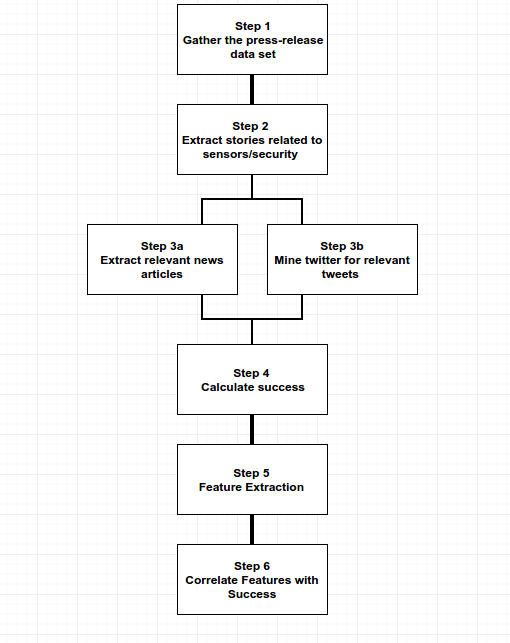 Step 1
Gather the press-release
data set
Step 2
Extract stories related to
sensors/security
Step 3a
Extract relevant news
articles
Step 3b
Mine twitter for relevant
tweets
Step 4
Calculate success
Step 5
Feature Extraction
Step 6
Correlate Features with
Success